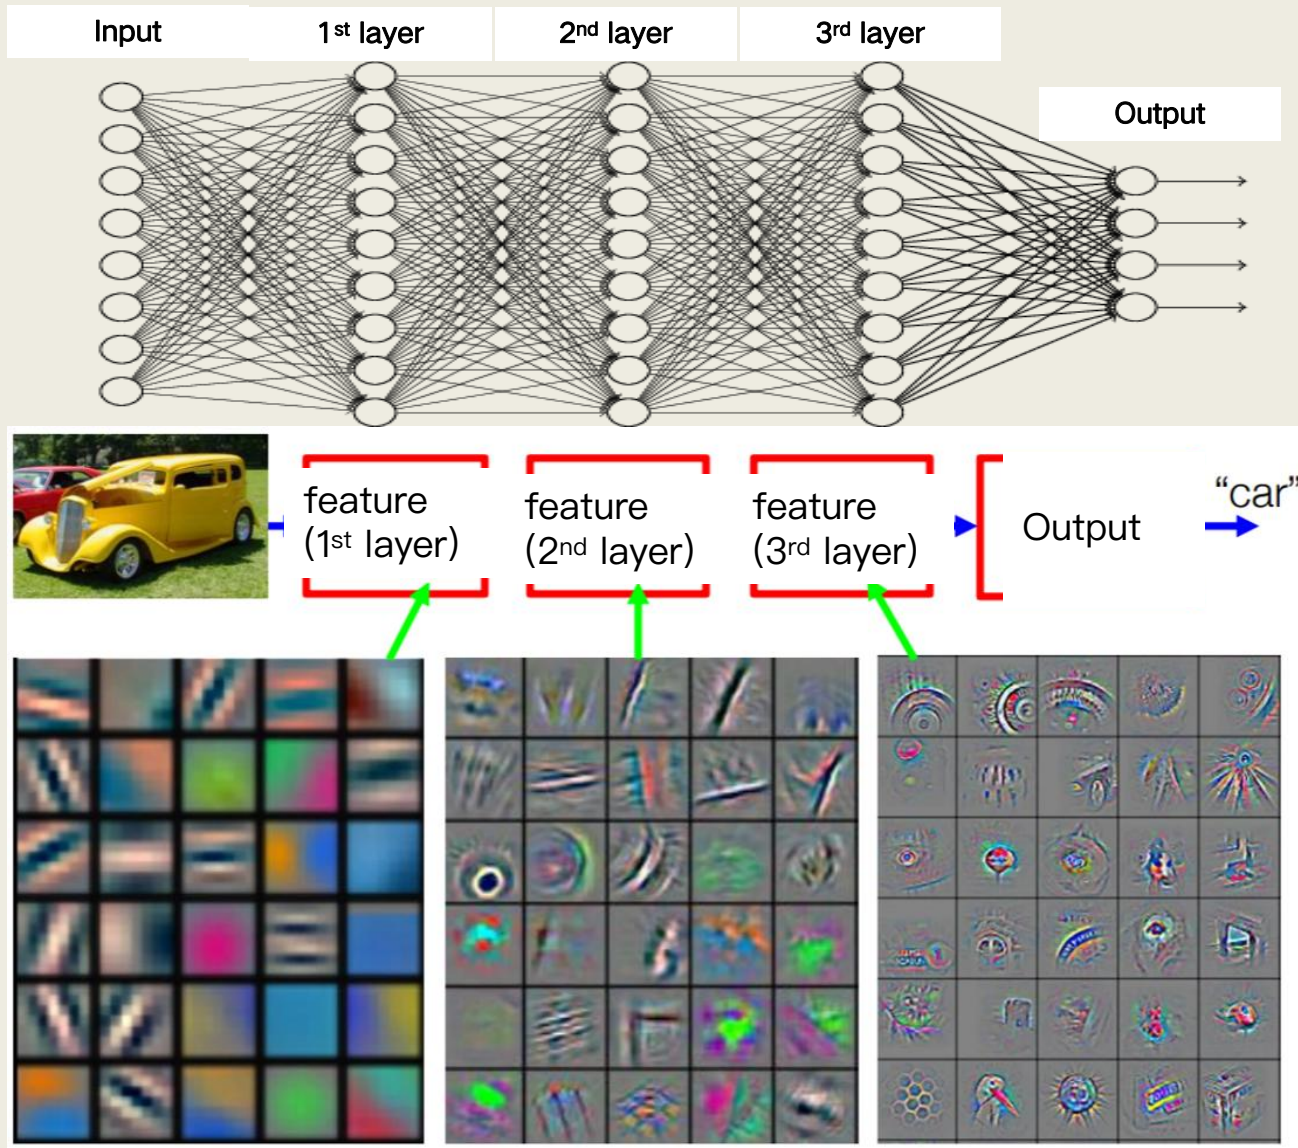 Input
1st layer
2nd layer
3rd layer
Output
feature
(1st layer)
feature
(2nd layer)
feature
(3rd layer)
Output
“car”